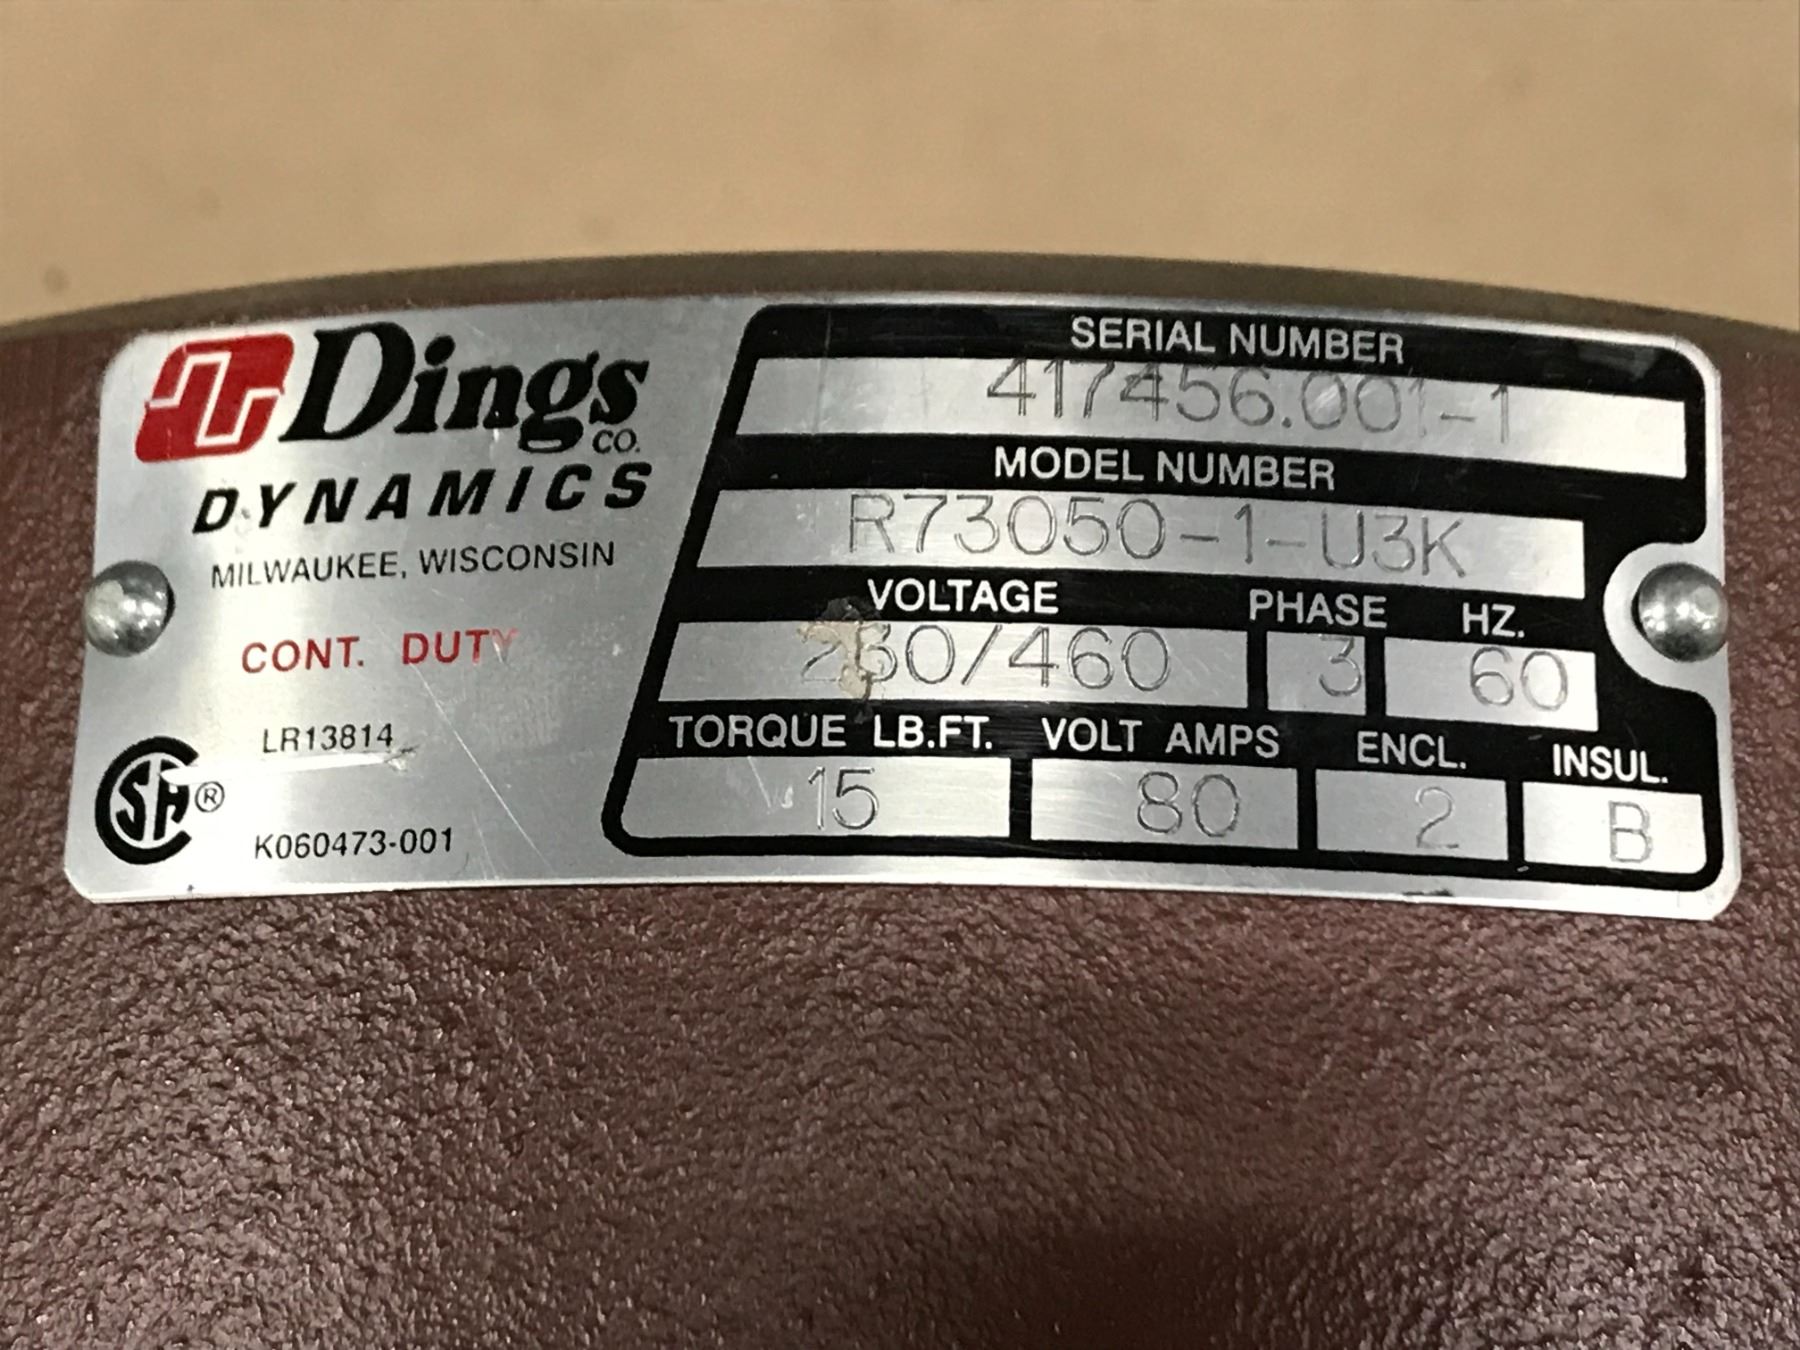 Dings
CO.
DYNAMICS
MILWAUKEE, WISCONSIN
CONT. DUTY
LR13814
SA ®
K060473-001
SERIAL NUMBER
417456.001-1
MODEL NUMBER
R73050-1-U3K
VOLTAGE PHASE HZ.
230/460 3 60
TORQUE LB.FT. VOLT AMPS ENCL. INSUL.
15 80 2 B